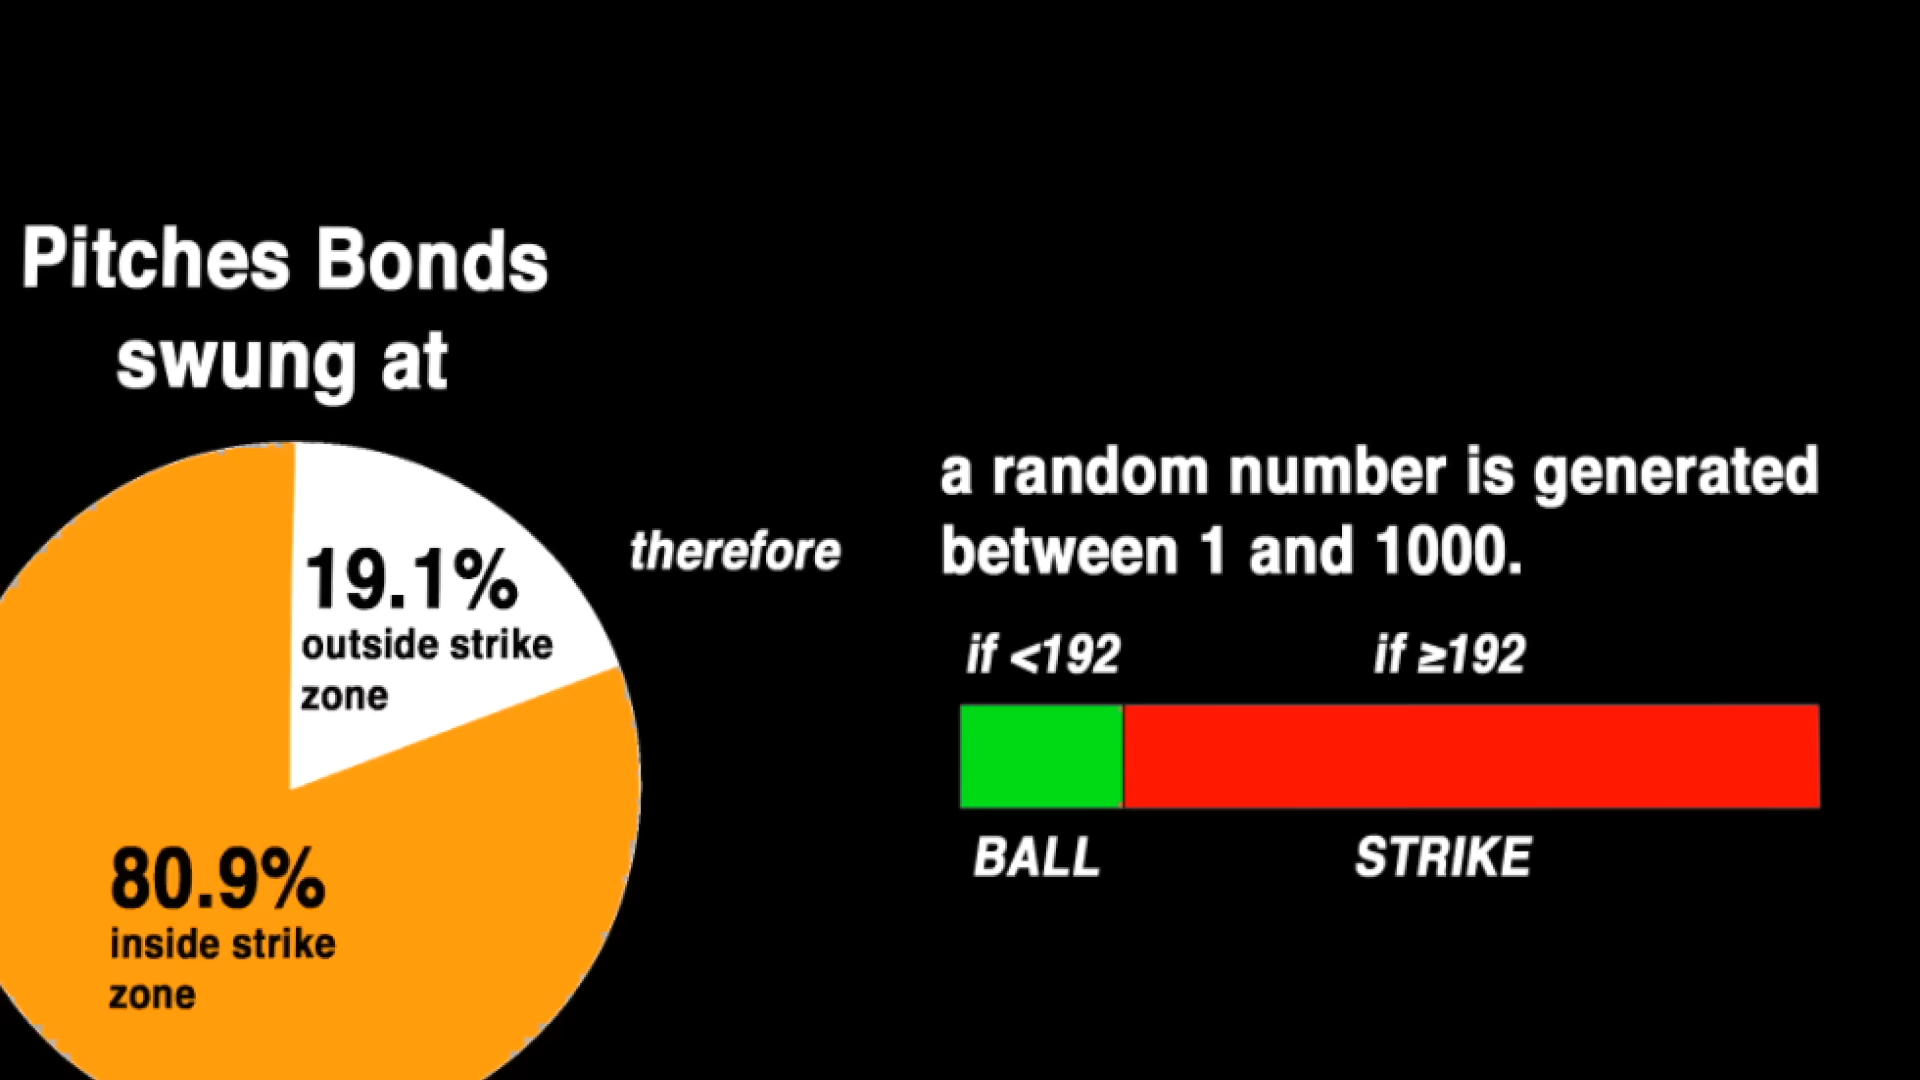 Pitches Bonds
swung at
19.1%
outside strike
zone
80.9%
inside strike
zone
therefore
a random number is generated
between 1 and 1000.
if <192
if ≥192
BALL
STRIKE